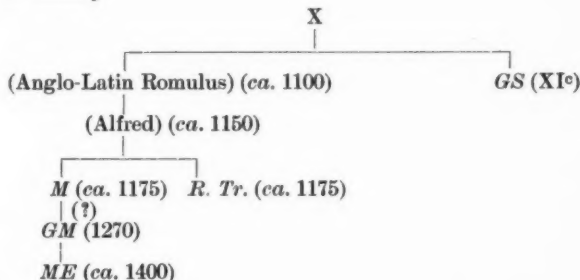 X
(Anglo-Latin Romulus) (ca. 1100) GS (XIᶜ)
(Alfred) (ca. 1150)
M (ca. 1175) R. Tr. (ca. 1175)
(?)
GM (1270)
ME (ca. 1400)